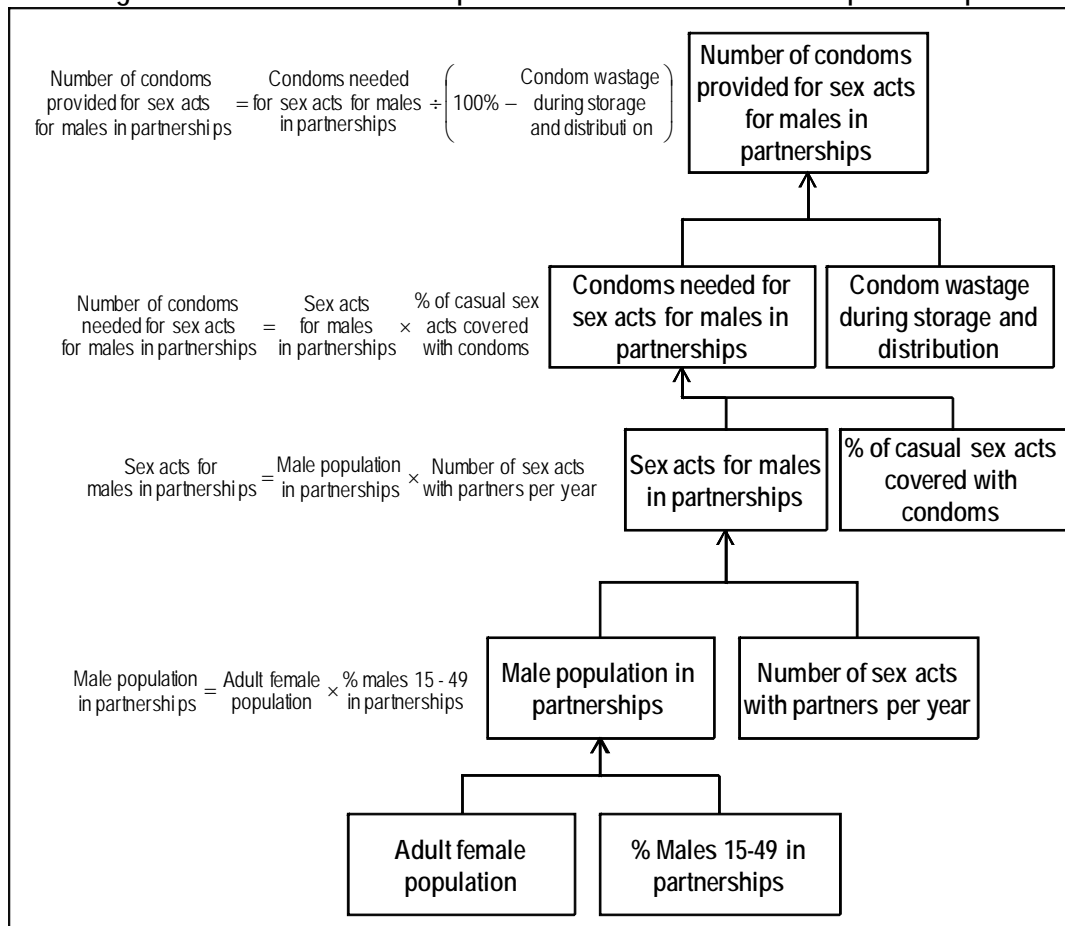 Number of condoms
provided for sex acts
for males in partnerships
=
Condoms needed
for sex acts for males
in partnerships
÷
(100% −
Condom wastage
during storage
and distributi on
)
Number of condoms
provided for sex acts
for males in
partnerships
Number of condoms
needed for sex acts
for males in partnerships
=
Sex acts
for males
in partnerships
×
% of casual sex
acts covered
with condoms
Condoms needed for
sex acts for males in
partnerships
Condom wastage
during storage and
distribution
Sex acts for
males in partnerships
=
Male population
in partnerships
×
Number of sex acts
with partners per year
Sex acts for males
in partnerships
% of casual sex acts
covered with
condoms
Male population
in partnerships
=
Adult female
population
×
% males 15 - 49
in partnerships
Male population in
partnerships
Number of sex acts
with partners per year
Adult female
population
% Males 15-49 in
partnerships